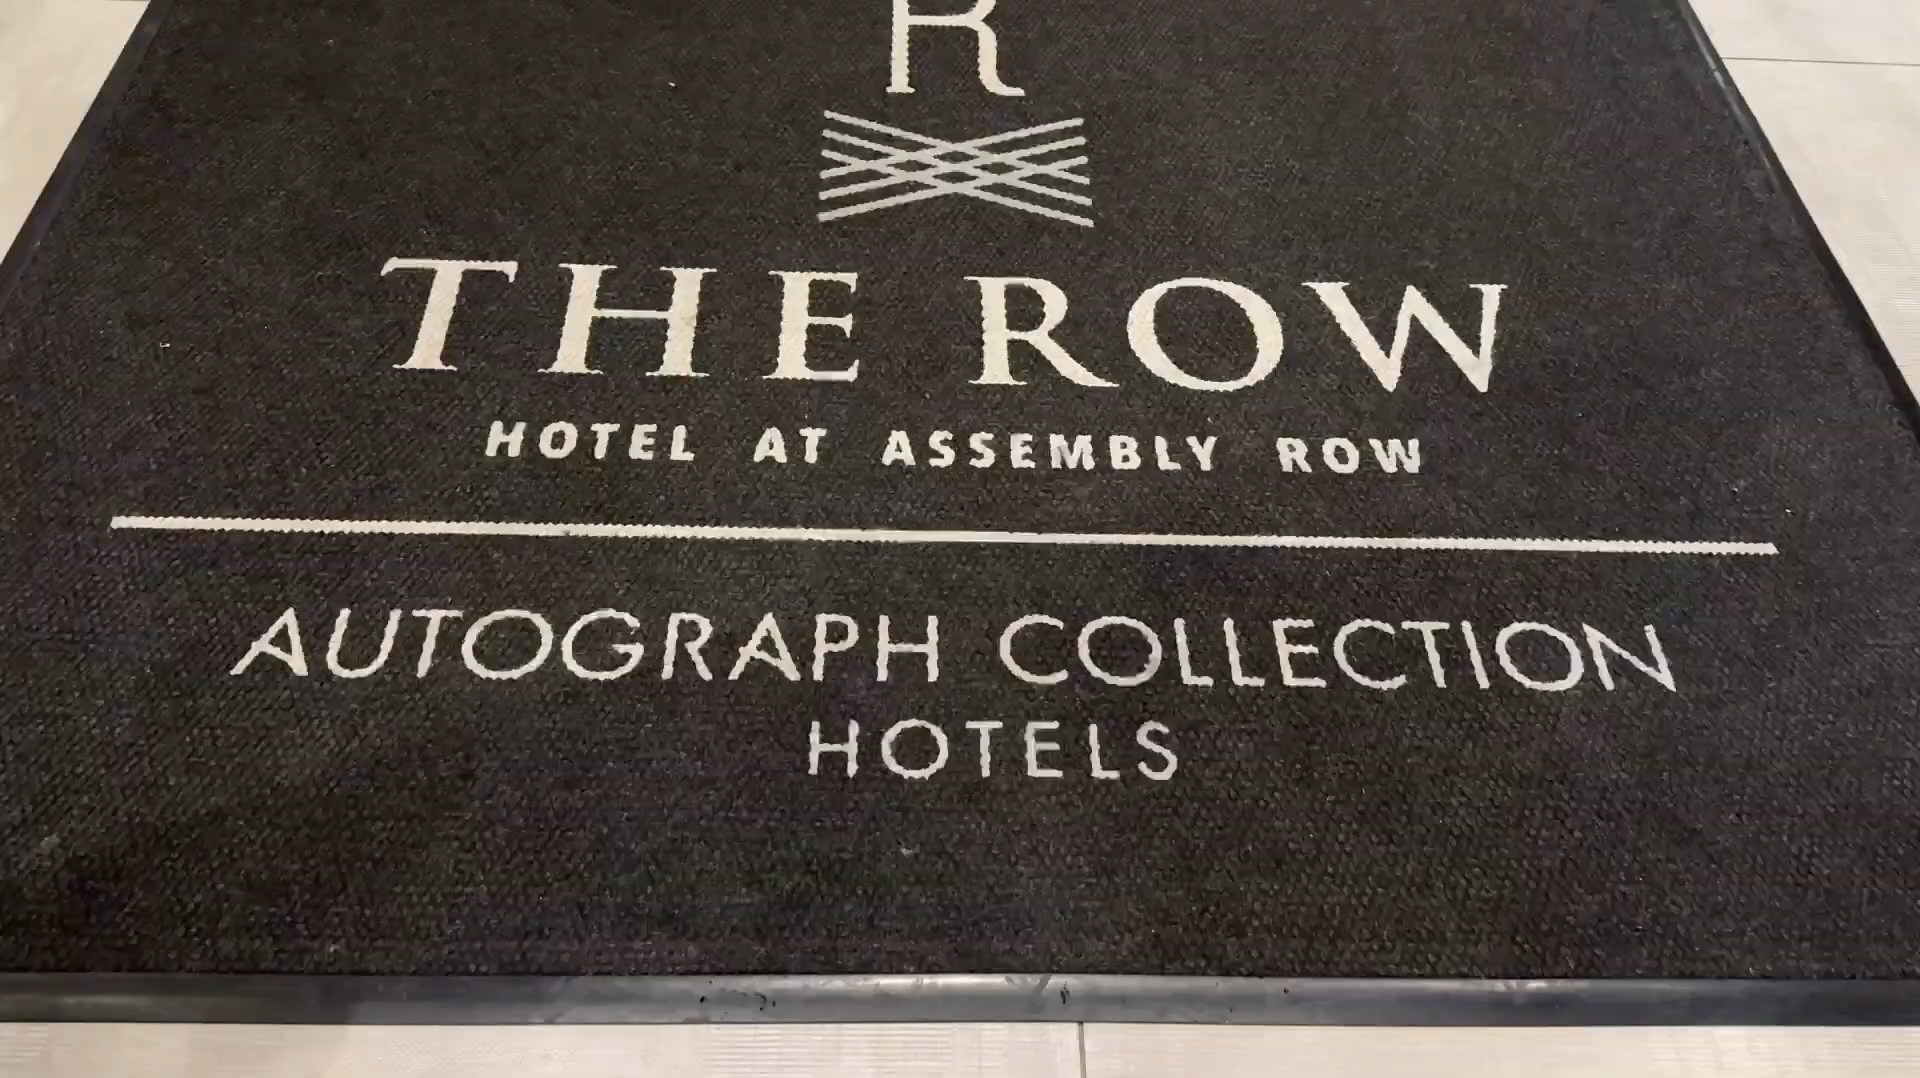 R
THE ROW
HOTEL AT ASSEMBLY ROW
AUTOGRAPH COLLECTION
HOTELS